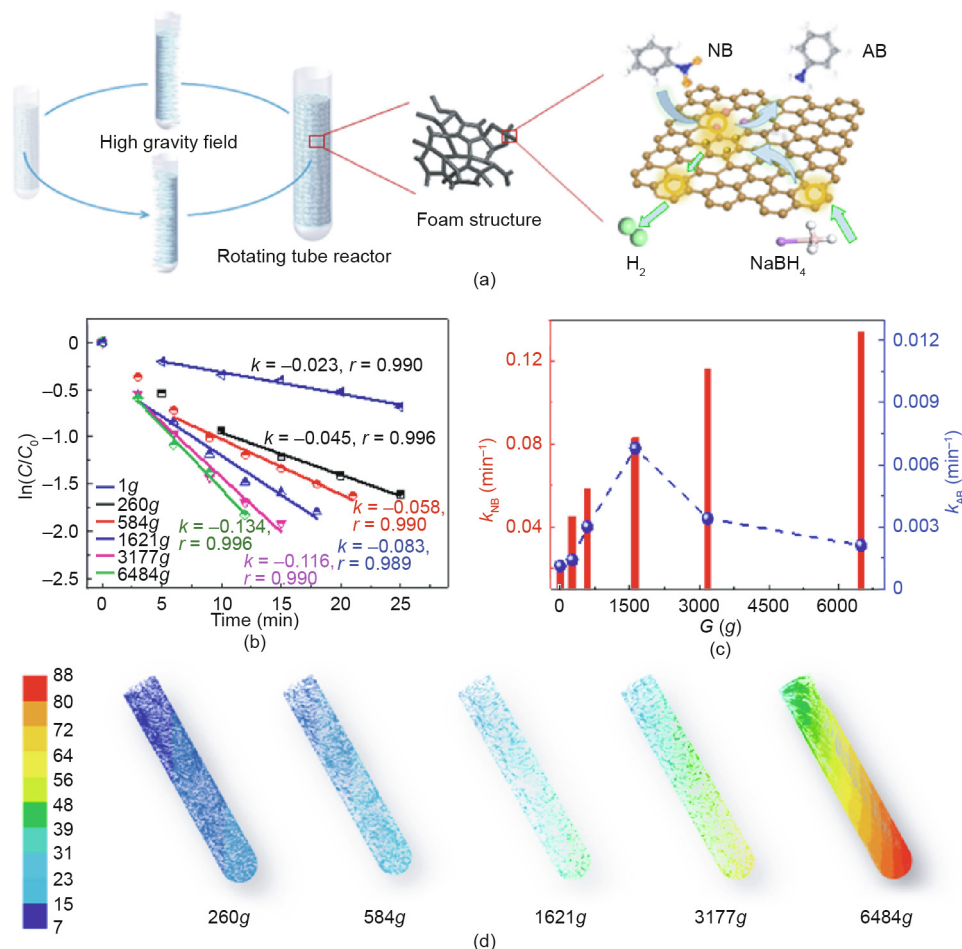 NB
AB
High gravity field
Foam structure
Rotating tube reactor
H₂
NaBH₄
(a)
ln(C/C₀)
0
−0.5
−1.0
−1.5
−2.0
−2.5
k = −0.023, r = 0.990
k = −0.045, r = 0.996
1g
260g
584g
1621g
3177g
6484g
k = −0.058,
r = 0.990
k = −0.134,
r = 0.996
k = −0.083,
r = 0.989
k = −0.116,
r = 0.990
0 5 10 15 20 25
Time (min)
(b)
k_NB (min⁻¹)
0.12
0.08
0.04
k_AB (min⁻¹)
0.012
0.009
0.006
0.003
0
0 1500 3000 4500 6000
G (g)
(c)
88
80
72
64
56
48
39
31
23
15
7
260g 584g 1621g 3177g 6484g
(d)